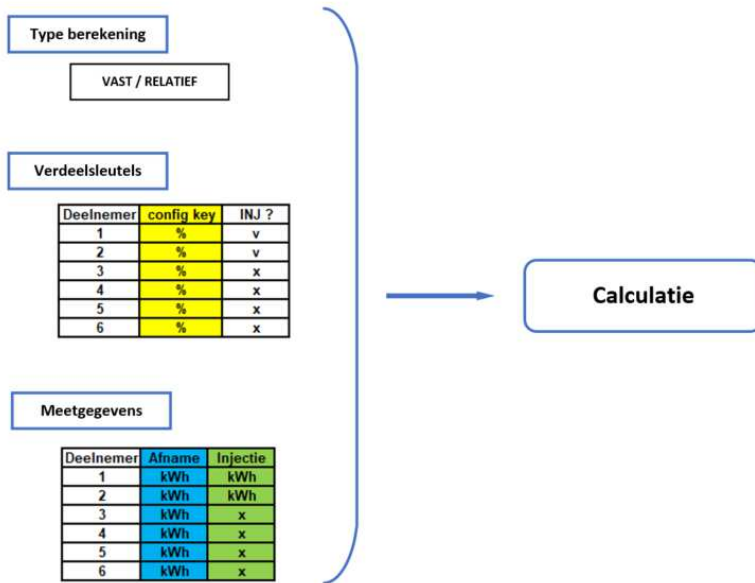 Type berekening
VAST / RELATIEF
Verdeelsleutels
Deelnemer config key INJ ?
1 % v
2 % v
3 % x
4 % x
5 % x
6 % x
Calculatie
Meetgegevens
Deelnemer Afname Injectie
1 kWh kWh
2 kWh kWh
3 kWh x
4 kWh x
5 kWh x
6 kWh x